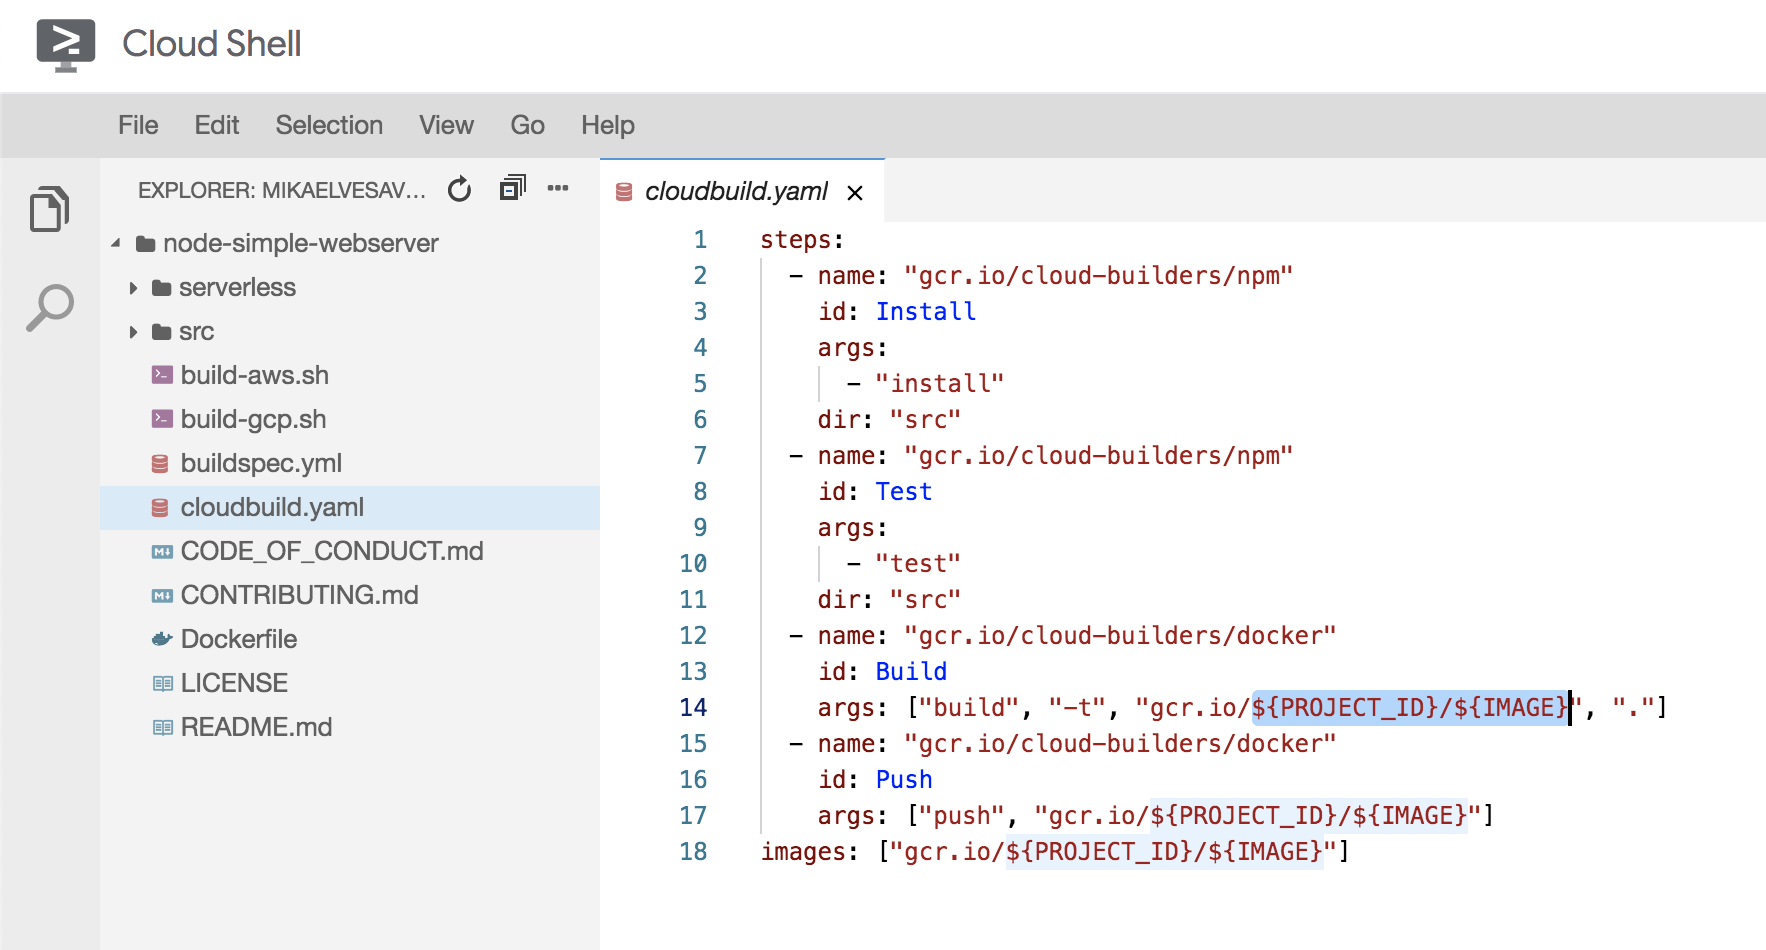 Cloud Shell
File Edit Selection View Go Help
EXPLORER: MIKAELVESAV...
node-simple-webserver
serverless
src
build-aws.sh
build-gcp.sh
buildspec.yml
cloudbuild.yaml
CODE_OF_CONDUCT.md
CONTRIBUTING.md
Dockerfile
LICENSE
README.md
cloudbuild.yaml
1 steps:
2   - name: "gcr.io/cloud-builders/npm"
3     id: Install
4     args:
5       - "install"
6     dir: "src"
7   - name: "gcr.io/cloud-builders/npm"
8     id: Test
9     args:
10       - "test"
11     dir: "src"
12   - name: "gcr.io/cloud-builders/docker"
13     id: Build
14     args: ["build", "-t", "gcr.io/${PROJECT_ID}/${IMAGE}", "."]
15   - name: "gcr.io/cloud-builders/docker"
16     id: Push
17     args: ["push", "gcr.io/${PROJECT_ID}/${IMAGE}"]
18 images: ["gcr.io/${PROJECT_ID}/${IMAGE}"]